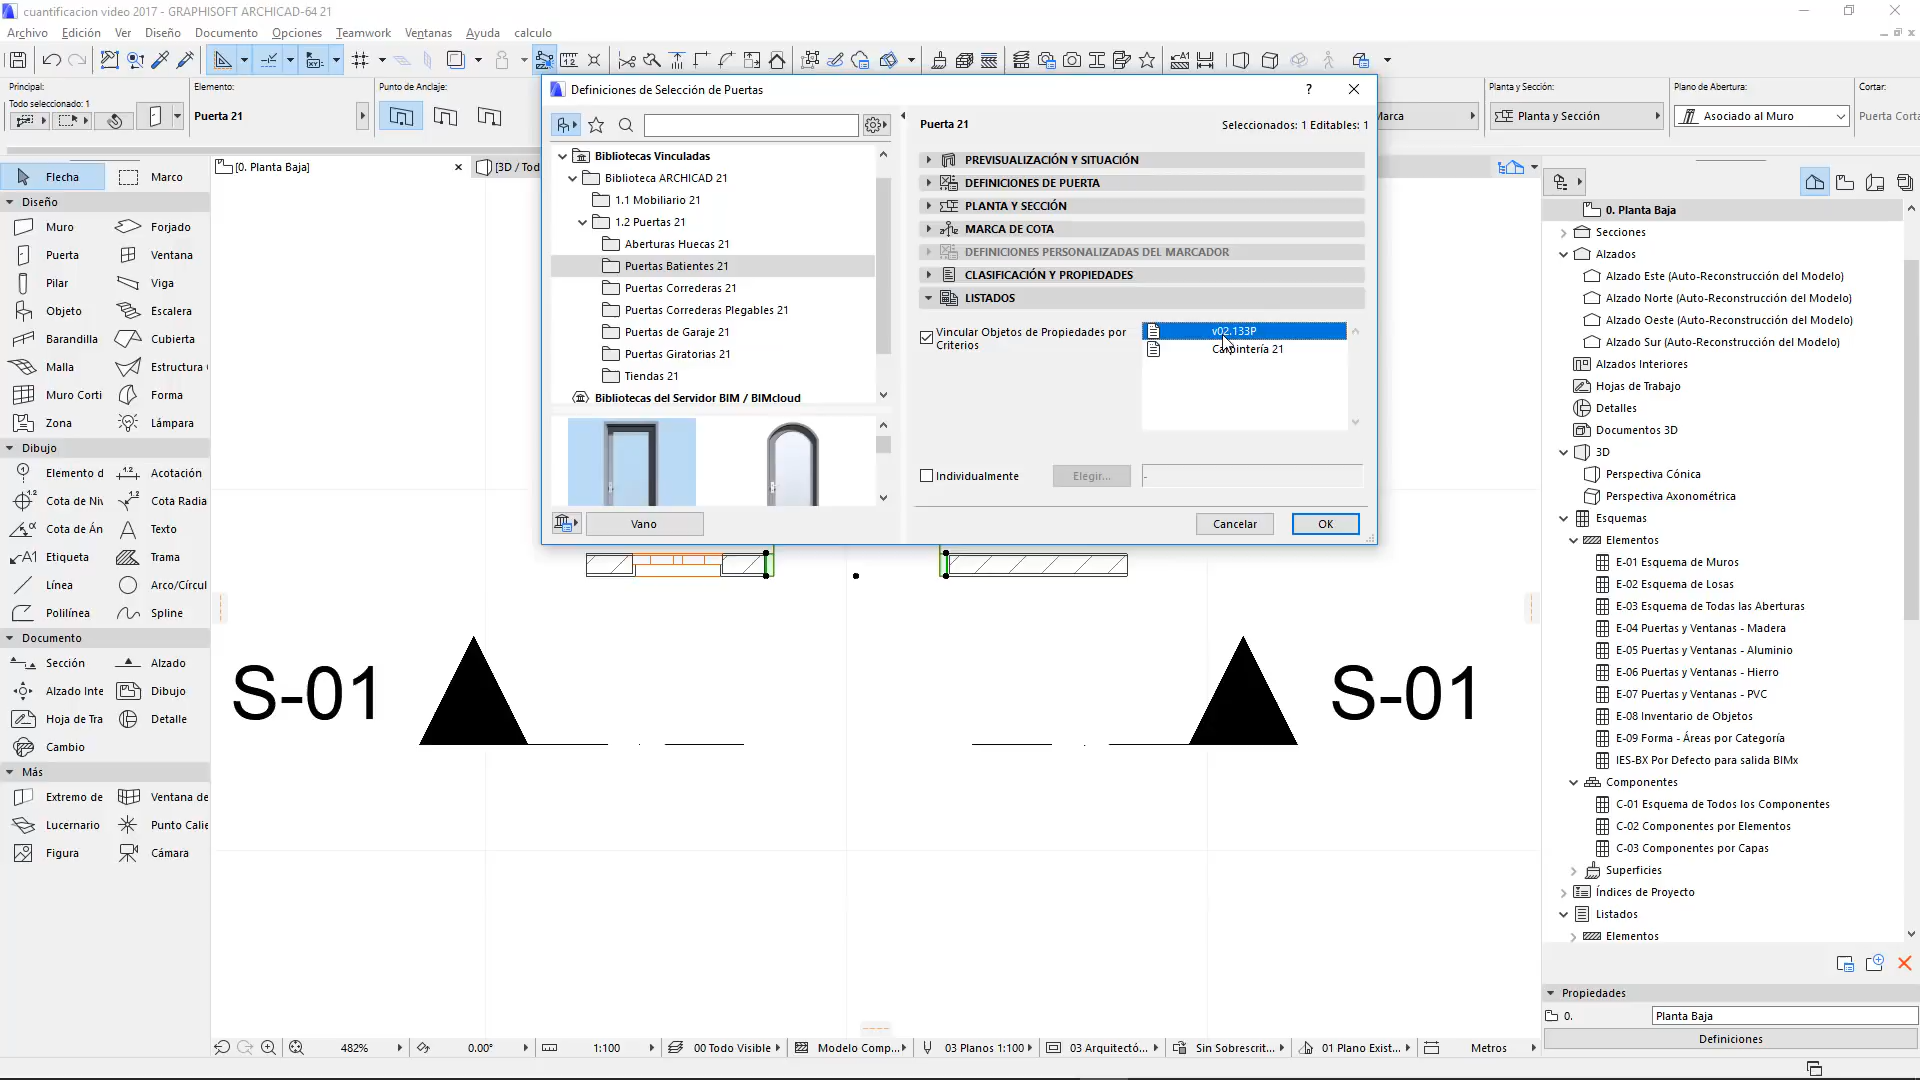 cuantificacion video 2017 - GRAPHISOFT ARCHICAD-64 21
Archivo Edición Ver Diseño Documento Opciones Teamwork Ventanas Ayuda calculo
Principal:
Todo seleccionado: 1
Elemento:
Puerta 21
Punto de Anclaje:
Marca
Planta y Sección:
Planta y Sección
Plano de Abertura:
Asociado al Muro
Cortar:
Puerta Corta
[0. Planta Baja]
[3D / Tod
Flecha Marco
Diseño
Muro Forjado
Puerta Ventana
Pilar Viga
Objeto Escalera
Barandilla Cubierta
Malla Estructura
Muro Corti Forma
Zona Lámpara
Dibujo
Elemento d Acotación
Cota de Niv Cota Radia
Cota de Án Texto
Etiqueta Trama
Línea Arco/Círcul
Polilínea Spline
Documento
Sección Alzado
Alzado Inte Dibujo
Hoja de Tra Detalle
Cambio
Más
Extremo de Ventana de
Lucernario Punto Calie
Figura Cámara
Definiciones de Selección de Puertas
Bibliotecas Vinculadas
Biblioteca ARCHICAD 21
1.1 Mobiliario 21
1.2 Puertas 21
Aberturas Huecas 21
Puertas Batientes 21
Puertas Correderas 21
Puertas Correderas Plegables 21
Puertas de Garaje 21
Puertas Giratorias 21
Tiendas 21
Bibliotecas del Servidor BIM / BIMcloud
Vano
Puerta 21
Seleccionados: 1 Editables: 1
PREVISUALIZACIÓN Y SITUACIÓN
DEFINICIONES DE PUERTA
PLANTA Y SECCIÓN
MARCA DE COTA
DEFINICIONES PERSONALIZADAS DEL MARCADOR
CLASIFICACIÓN Y PROPIEDADES
LISTADOS
Vincular Objetos de Propiedades por
Criterios
v02.133P
Carpintería 21
Individualmente
Elegir...
-
Cancelar
OK
S-01
S-01
0. Planta Baja
Secciones
Alzados
Alzado Este (Auto-Reconstrucción del Modelo)
Alzado Norte (Auto-Reconstrucción del Modelo)
Alzado Oeste (Auto-Reconstrucción del Modelo)
Alzado Sur (Auto-Reconstrucción del Modelo)
Alzados Interiores
Hojas de Trabajo
Detalles
Documentos 3D
3D
Perspectiva Cónica
Perspectiva Axonométrica
Esquemas
Elementos
E-01 Esquema de Muros
E-02 Esquema de Losas
E-03 Esquema de Todas las Aberturas
E-04 Puertas y Ventanas - Madera
E-05 Puertas y Ventanas - Aluminio
E-06 Puertas y Ventanas - Hierro
E-07 Puertas y Ventanas - PVC
E-08 Inventario de Objetos
E-09 Forma - Áreas por Categoría
IES-BX Por Defecto para salida BIMx
Componentes
C-01 Esquema de Todos los Componentes
C-02 Componentes por Elementos
C-03 Componentes por Capas
Superficies
Índices de Proyecto
Listados
Elementos
Propiedades
0. Planta Baja
Definiciones
482% 0.00° 1:100 00 Todo Visible Modelo Comp... 03 Planos 1:100 03 Arquitectó... Sin Sobrescrit... 01 Plano Exist... Metros